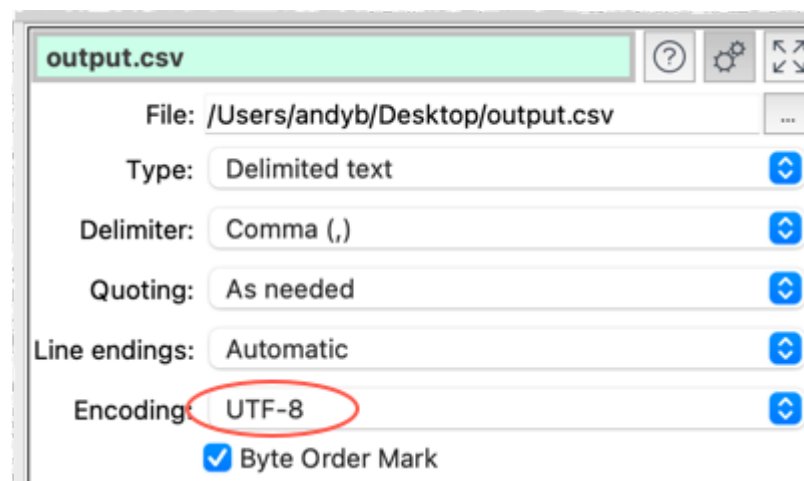 output.csv
File: /Users/andyb/Desktop/output.csv ...
Type: Delimited text
Delimiter: Comma (,)
Quoting: As needed
Line endings: Automatic
Encoding: UTF-8
Byte Order Mark